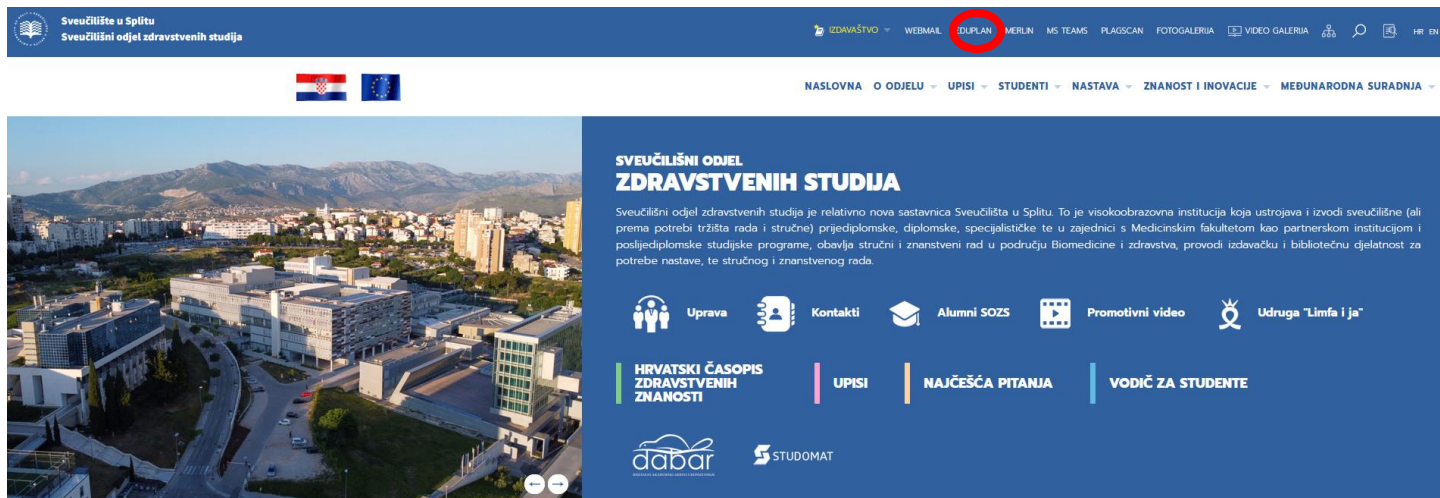 Sveučilište u Splitu
Sveučilišni odjel zdravstvenih studija
IZDAVAŠTVO WEBMAIL EDUPLAN MERLIN MS TEAMS PLAGSCAN FOTOGALERIJA VIDEO GALERIJA HR EN
NASLOVNA O ODJELU UPISI STUDENTI NASTAVA ZNANOST I INOVACIJE MEĐUNARODNA SURADNJA
SVEUČILIŠNI ODJEL
ZDRAVSTVENIH STUDIJA
Sveučilišni odjel zdravstvenih studija je relativno nova sastavnica Sveučilišta u Splitu. To je visokoobrazovna institucija koja ustrojava i izvodi sveučilišne (ali
prema potrebi tržišta rada i stručne) prijediplomske, diplomske, specijalističke te u zajednici s Medicinskim fakultetom kao partnerskom institucijom i
poslijediplomske studijske programe, obavlja stručni i znanstveni rad u području Biomedicine i zdravstva, provodi izdavačku i bibliotečnu djelatnost za
potrebe nastave, te stručnog i znanstvenog rada.
Uprava Kontakti Alumni SOZS Promotivni video Udruga "Limfa i ja"
HRVATSKI ČASOPIS
ZDRAVSTVENIH
ZNANOSTI
UPISI
NAJČEŠĆA PITANJA
VODIČ ZA STUDENTE
dabar
STUDOMAT